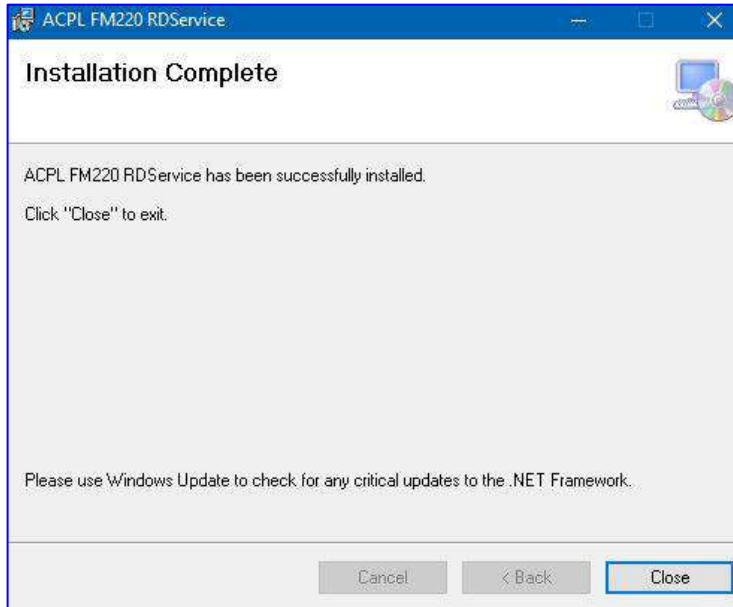 ACPL FM220 RDService
Installation Complete
ACPL FM220 RDService has been successfully installed.
Click "Close" to exit.
Please use Windows Update to check for any critical updates to the .NET Framework.
Cancel
< Back
Close